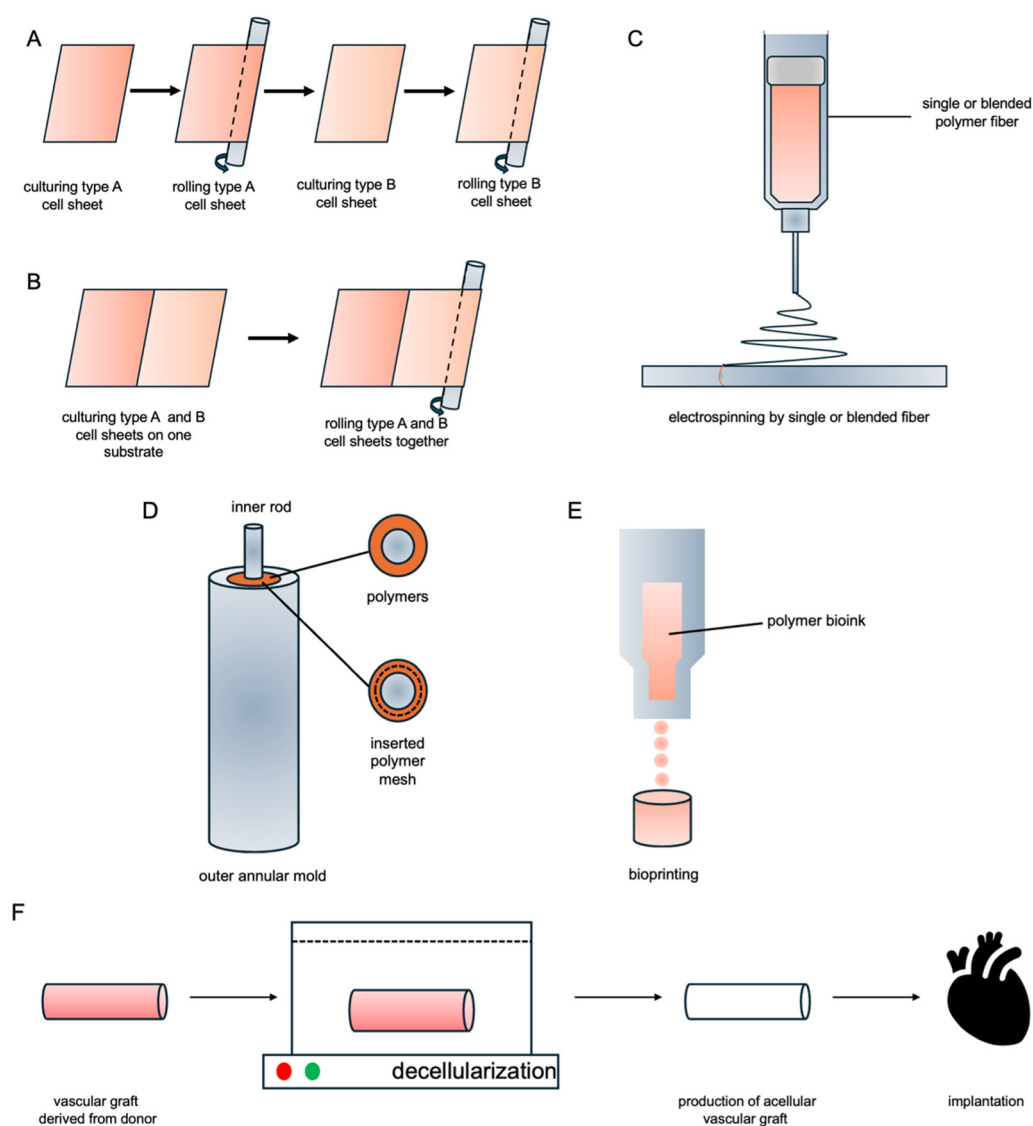 A
culturing type A
cell sheet
rolling type A
cell sheet
culturing type B
cell sheet
rolling type B
cell sheet
B
culturing type A and B
cell sheets on one
substrate
rolling type A and B
cell sheets together
C
single or blended
polymer fiber
electrospinning by single or blended fiber
D
inner rod
polymers
inserted
polymer
mesh
outer annular mold
E
polymer bioink
bioprinting
F
vascular graft
derived from donor
decellularization
production of acellular
vascular graft
implantation